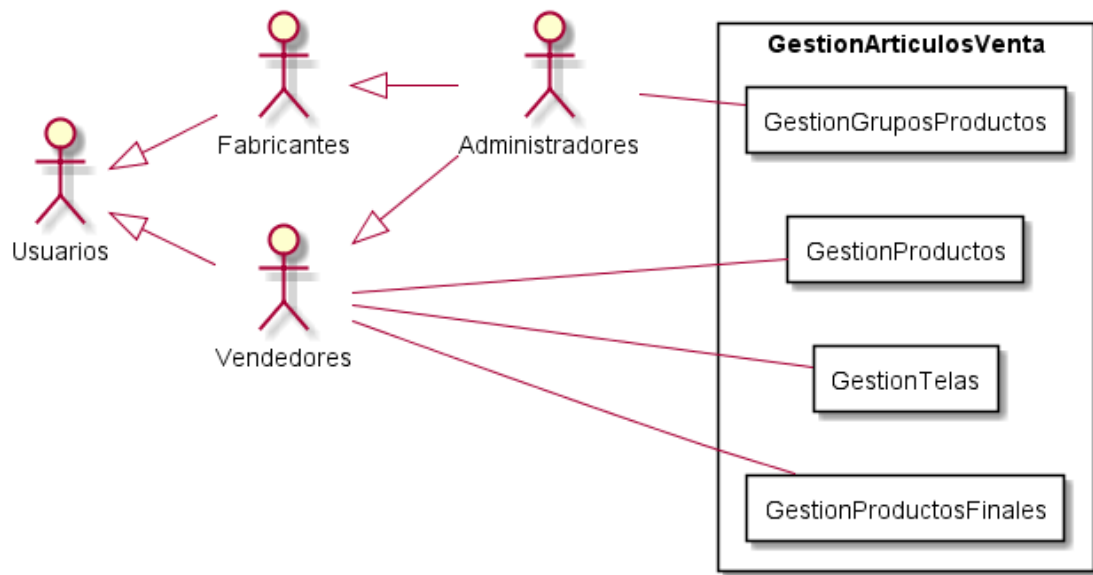 GestionArticulosVenta
GestionGruposProductos
Fabricantes
Administradores
Usuarios
GestionProductos
Vendedores
GestionTelas
GestionProductosFinales